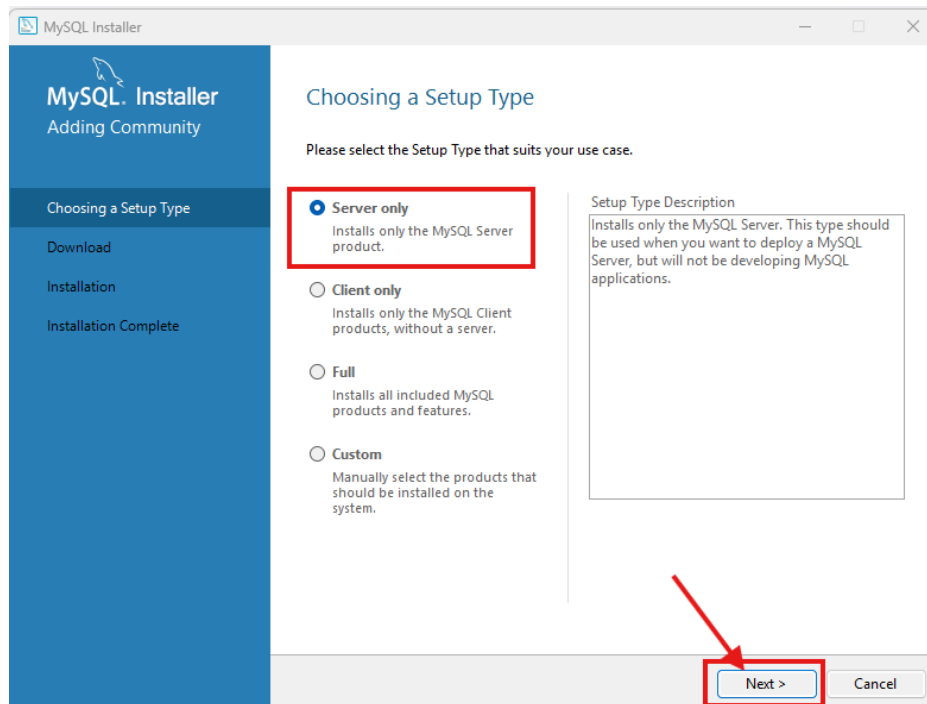 MySQL Installer
MySQL. Installer
Adding Community
Choosing a Setup Type
Download
Installation
Installation Complete
Choosing a Setup Type
Please select the Setup Type that suits your use case.
Server only
Installs only the MySQL Server
product.
Client only
Installs only the MySQL Client
products, without a server.
Full
Installs all included MySQL
products and features.
Custom
Manually select the products that
should be installed on the
system.
Setup Type Description
Installs only the MySQL Server. This type should
be used when you want to deploy a MySQL
Server, but will not be developing MySQL
applications.
Next >
Cancel